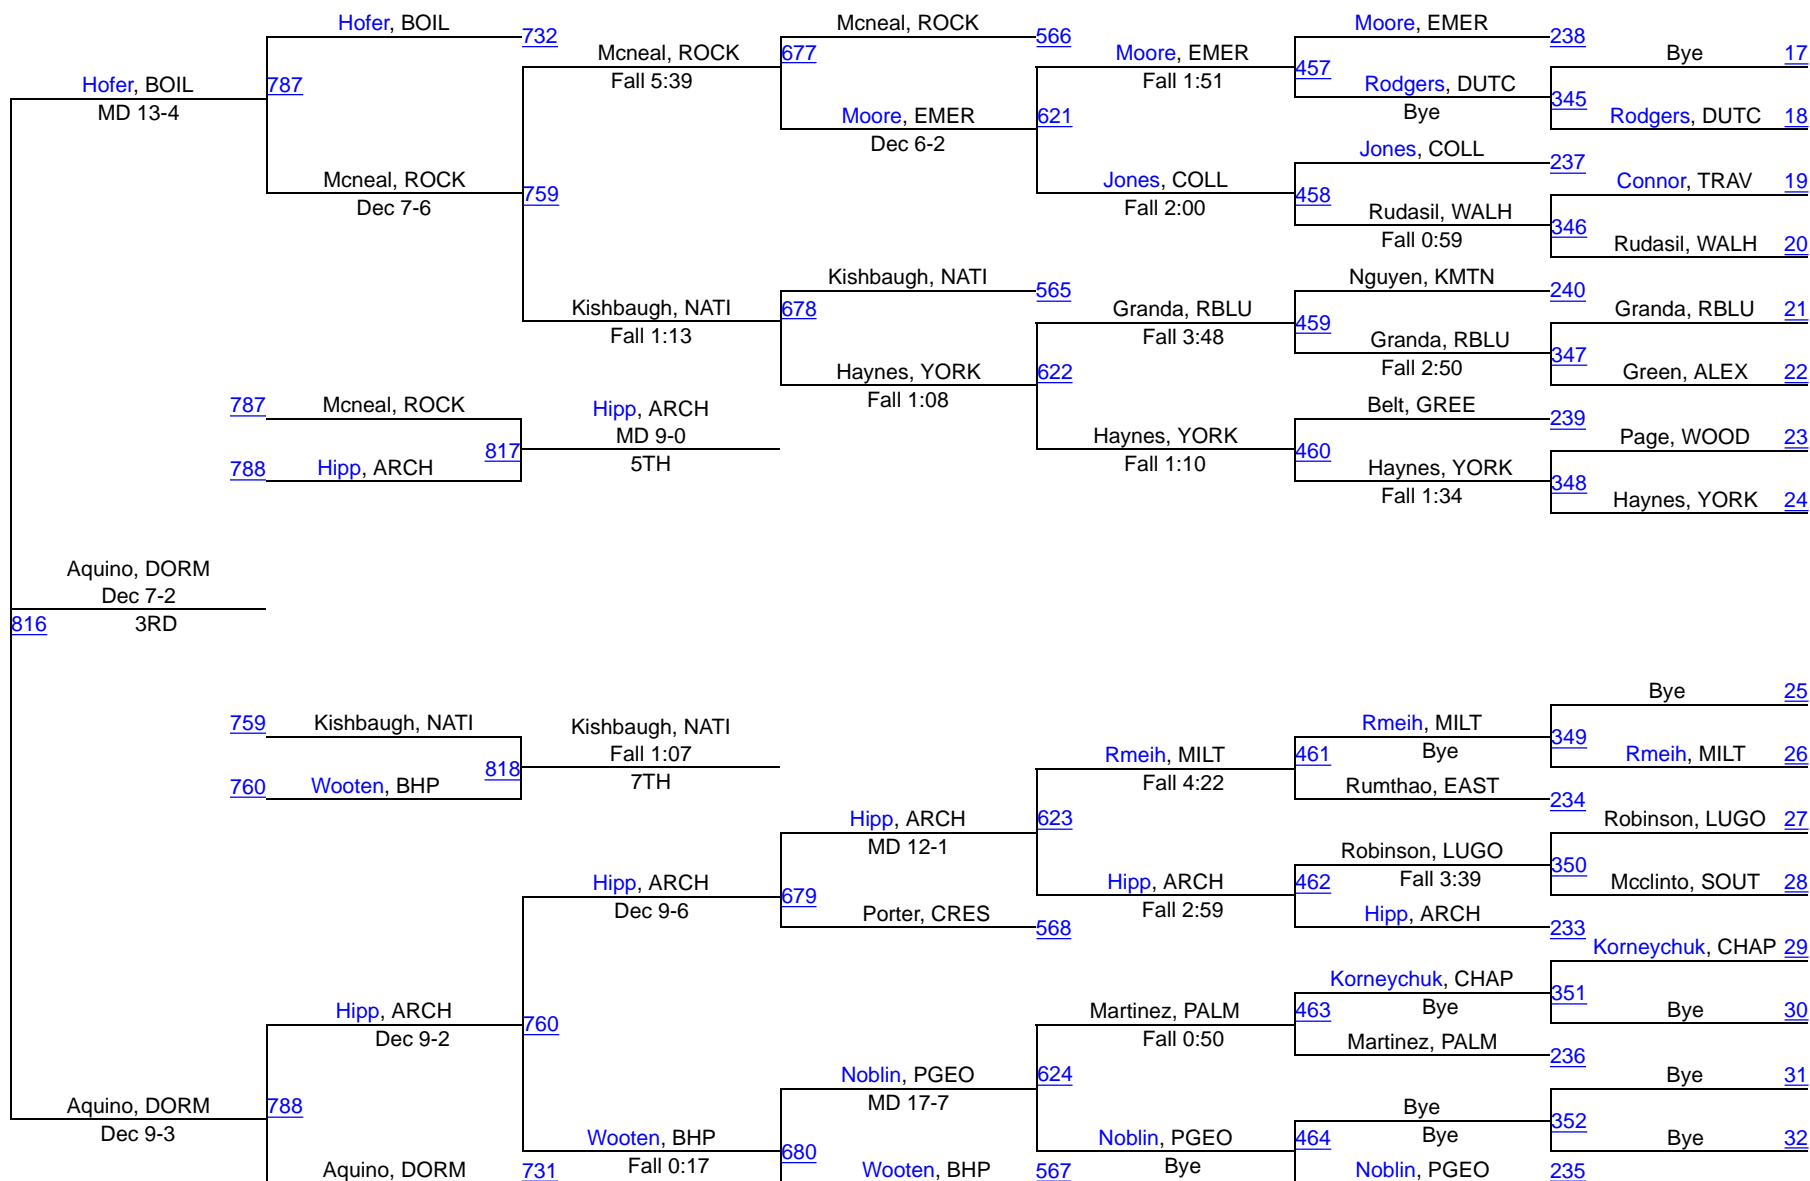 Hofer, BOIL
732
Mcneal, ROCK
566
Moore, EMER
238
Mcneal, ROCK
677
Fall 5:39
Moore, EMER
457
Fall 1:51
Bye 17
Hofer, BOIL
787
MD 13-4
Rodgers, DUTC
345
Bye
Moore, EMER
621
Dec 6-2
Rodgers, DUTC 18
Jones, COLL
237
Mcneal, ROCK
759
Dec 7-6
Jones, COLL
458
Fall 2:00
Connor, TRAV 19
Rudasil, WALH
346
Fall 0:59
Rudasil, WALH 20
Kishbaugh, NATI
565
Nguyen, KMTN
240
Kishbaugh, NATI
678
Fall 1:13
Granda, RBLU
459
Fall 3:48
Granda, RBLU 21
Granda, RBLU
347
Fall 2:50
Haynes, YORK
622
Fall 1:08
Green, ALEX 22
787 Mcneal, ROCK
Hipp, ARCH
MD 9-0
5TH
817
788 Hipp, ARCH
Belt, GREE
239
Haynes, YORK
460
Fall 1:10
Page, WOOD 23
Haynes, YORK
348
Fall 1:34
Haynes, YORK 24
Aquino, DORM
Dec 7-2
816
3RD
Bye 25
759 Kishbaugh, NATI
Kishbaugh, NATI
Fall 1:07
7TH
818
760 Wooten, BHP
Rmeih, MILT
349
Bye
Rmeih, MILT
461
Fall 4:22
Rmeih, MILT 26
Rumthao, EAST
234
Hipp, ARCH
623
MD 12-1
Robinson, LUGO 27
Robinson, LUGO
350
Fall 3:39
Hipp, ARCH
679
Dec 9-6
Hipp, ARCH
462
Fall 2:59
Mcclinto, SOUT 28
Porter, CRES
568
Hipp, ARCH
233
Korneychuk, CHAP 29
Korneychuk, CHAP
351
Bye
Hipp, ARCH
760
Dec 9-2
Martinez, PALM
463
Fall 0:50
Bye 30
Martinez, PALM
236
Noblin, PGEO
624
MD 17-7
Bye 31
Aquino, DORM
788
Dec 9-3
Bye
352
Bye
Wooten, BHP
680
Fall 0:17
Noblin, PGEO
464
Bye
Bye 32
Aquino, DORM
731
Wooten, BHP
567
Noblin, PGEO
235